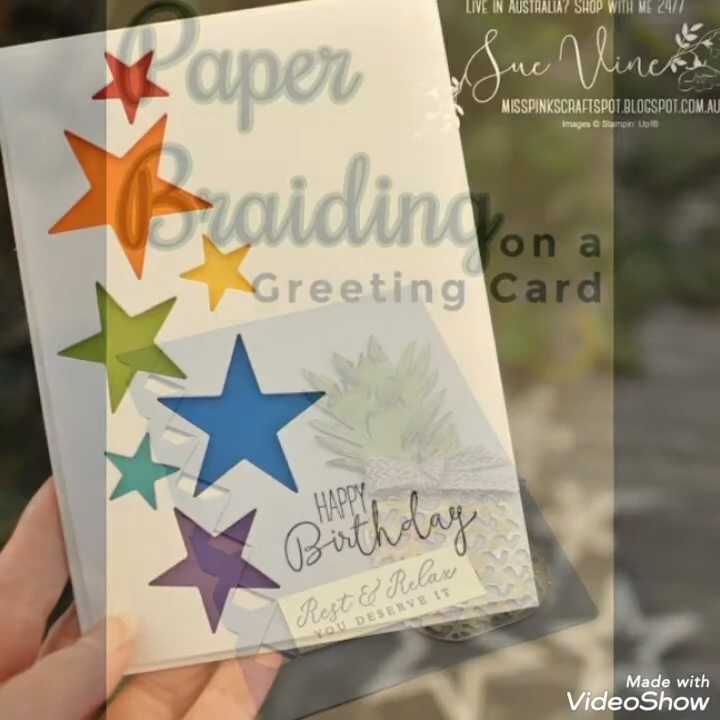 LIVE IN AUSTRALIA? SHOP WITH ME 24/7
Sue Vine
MISSPINKSCRAFTSPOT.BLOGSPOT.COM.AU
Images © Stampin' Up!®
Paper
Braiding
on a
Greeting Card
HAPPY
Birthday
Rest & Relax
YOU DESERVE IT
Made with
VideoShow